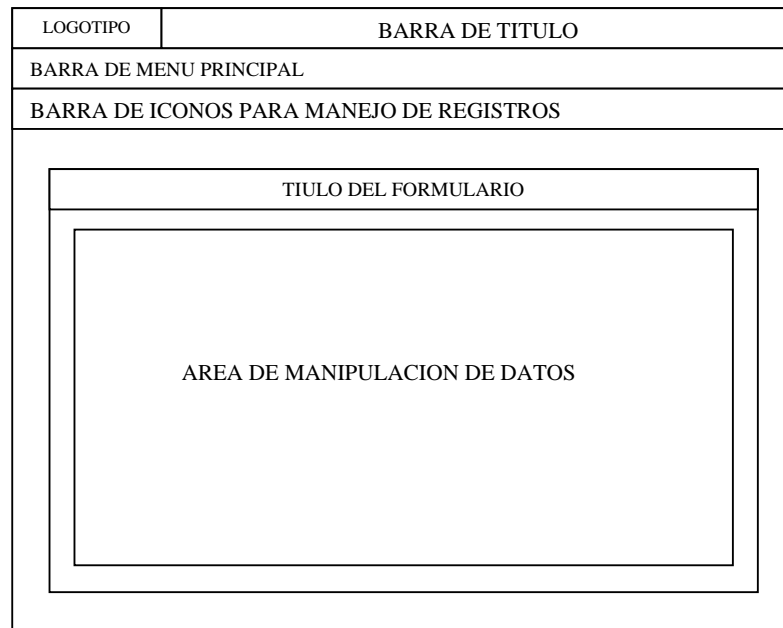 LOGOTIPO
BARRA DE TITULO
BARRA DE MENU PRINCIPAL
BARRA DE ICONOS PARA MANEJO DE REGISTROS
TIULO DEL FORMULARIO
AREA DE MANIPULACION DE DATOS